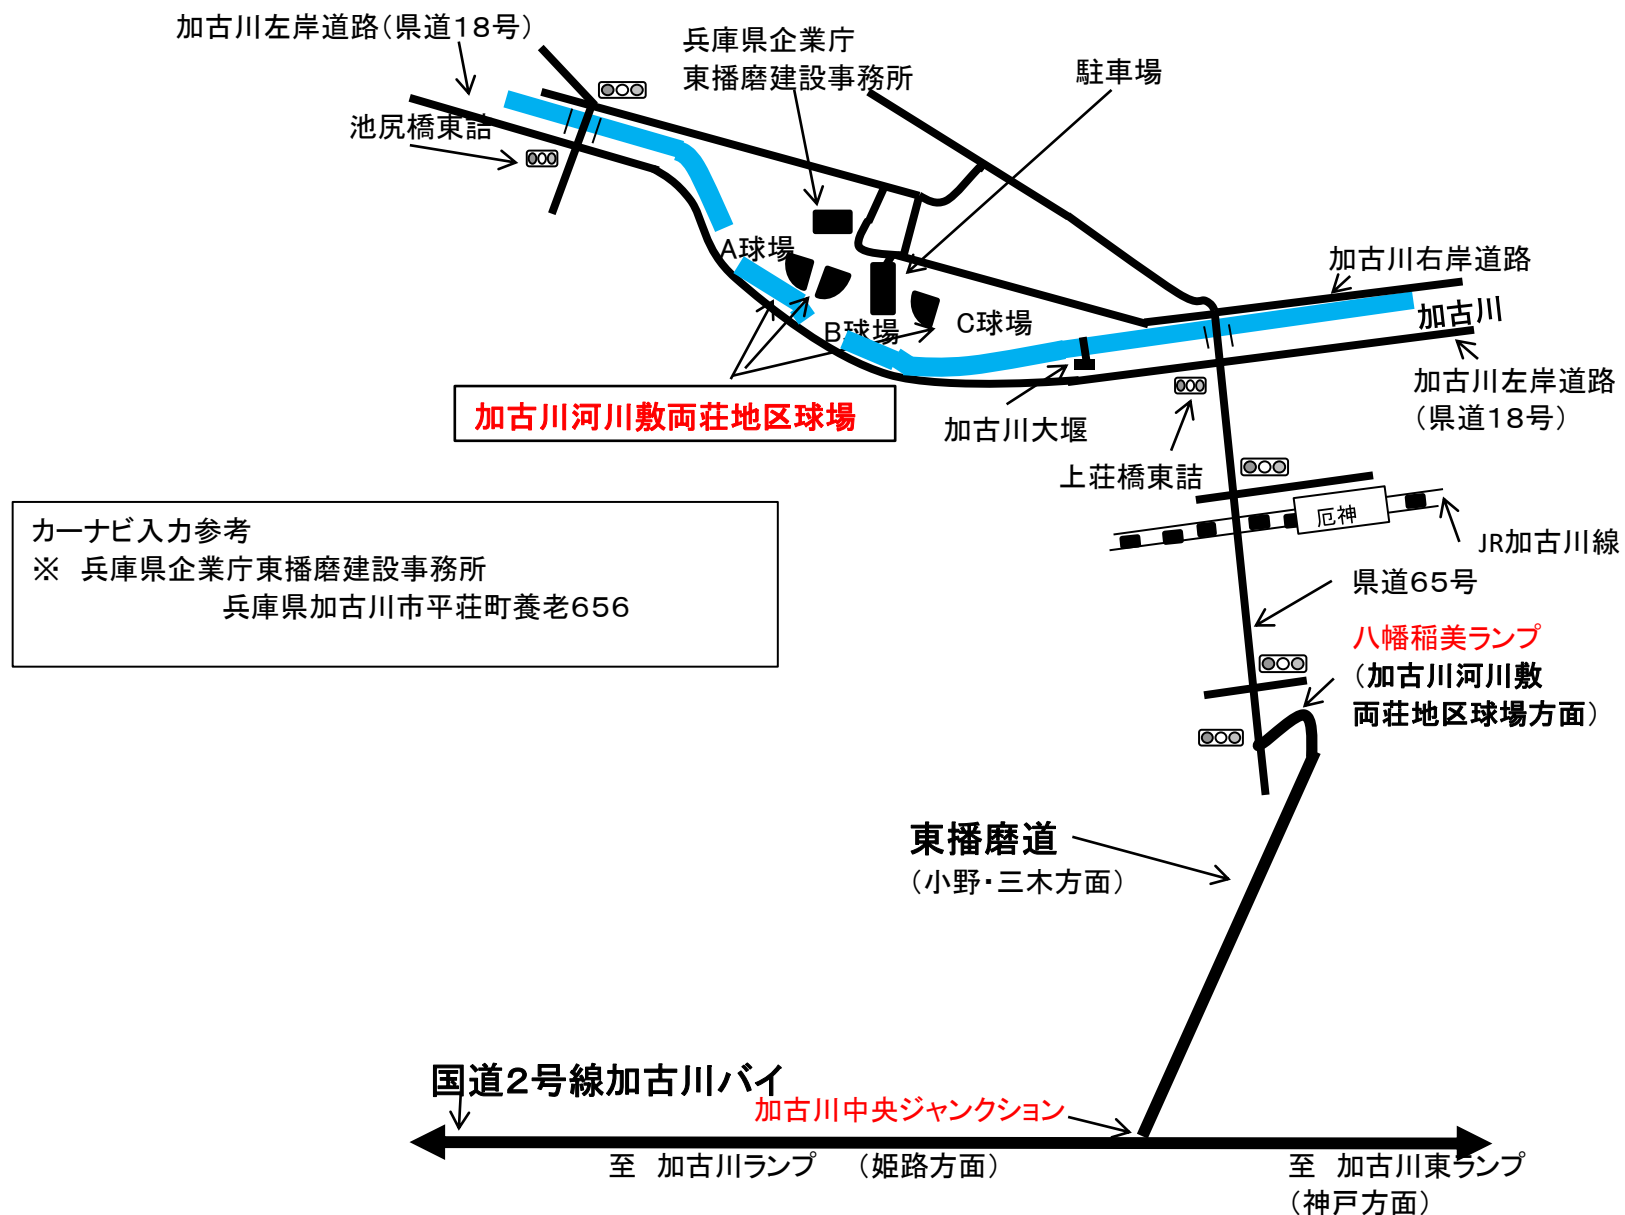 加古川左岸道路（県道１８号）
兵庫県企業庁
東播磨建設事務所
駐車場
池尻橋東詰
A球場
加古川右岸道路
B球場
C球場
加古川
加古川河川敷両荘地区球場
加古川大堰
加古川左岸道路
（県道１８号）
上荘橋東詰
厄神
JR加古川線
カーナビ入力参考
※　兵庫県企業庁東播磨建設事務所
兵庫県加古川市平荘町養老６５６
県道６５号
八幡稲美ランプ
（加古川河川敷
両荘地区球場方面）
東播磨道
（小野・三木方面）
国道２号線加古川バイ
加古川中央ジャンクション
至　加古川ランプ　（姫路方面）
至　加古川東ランプ
（神戸方面）